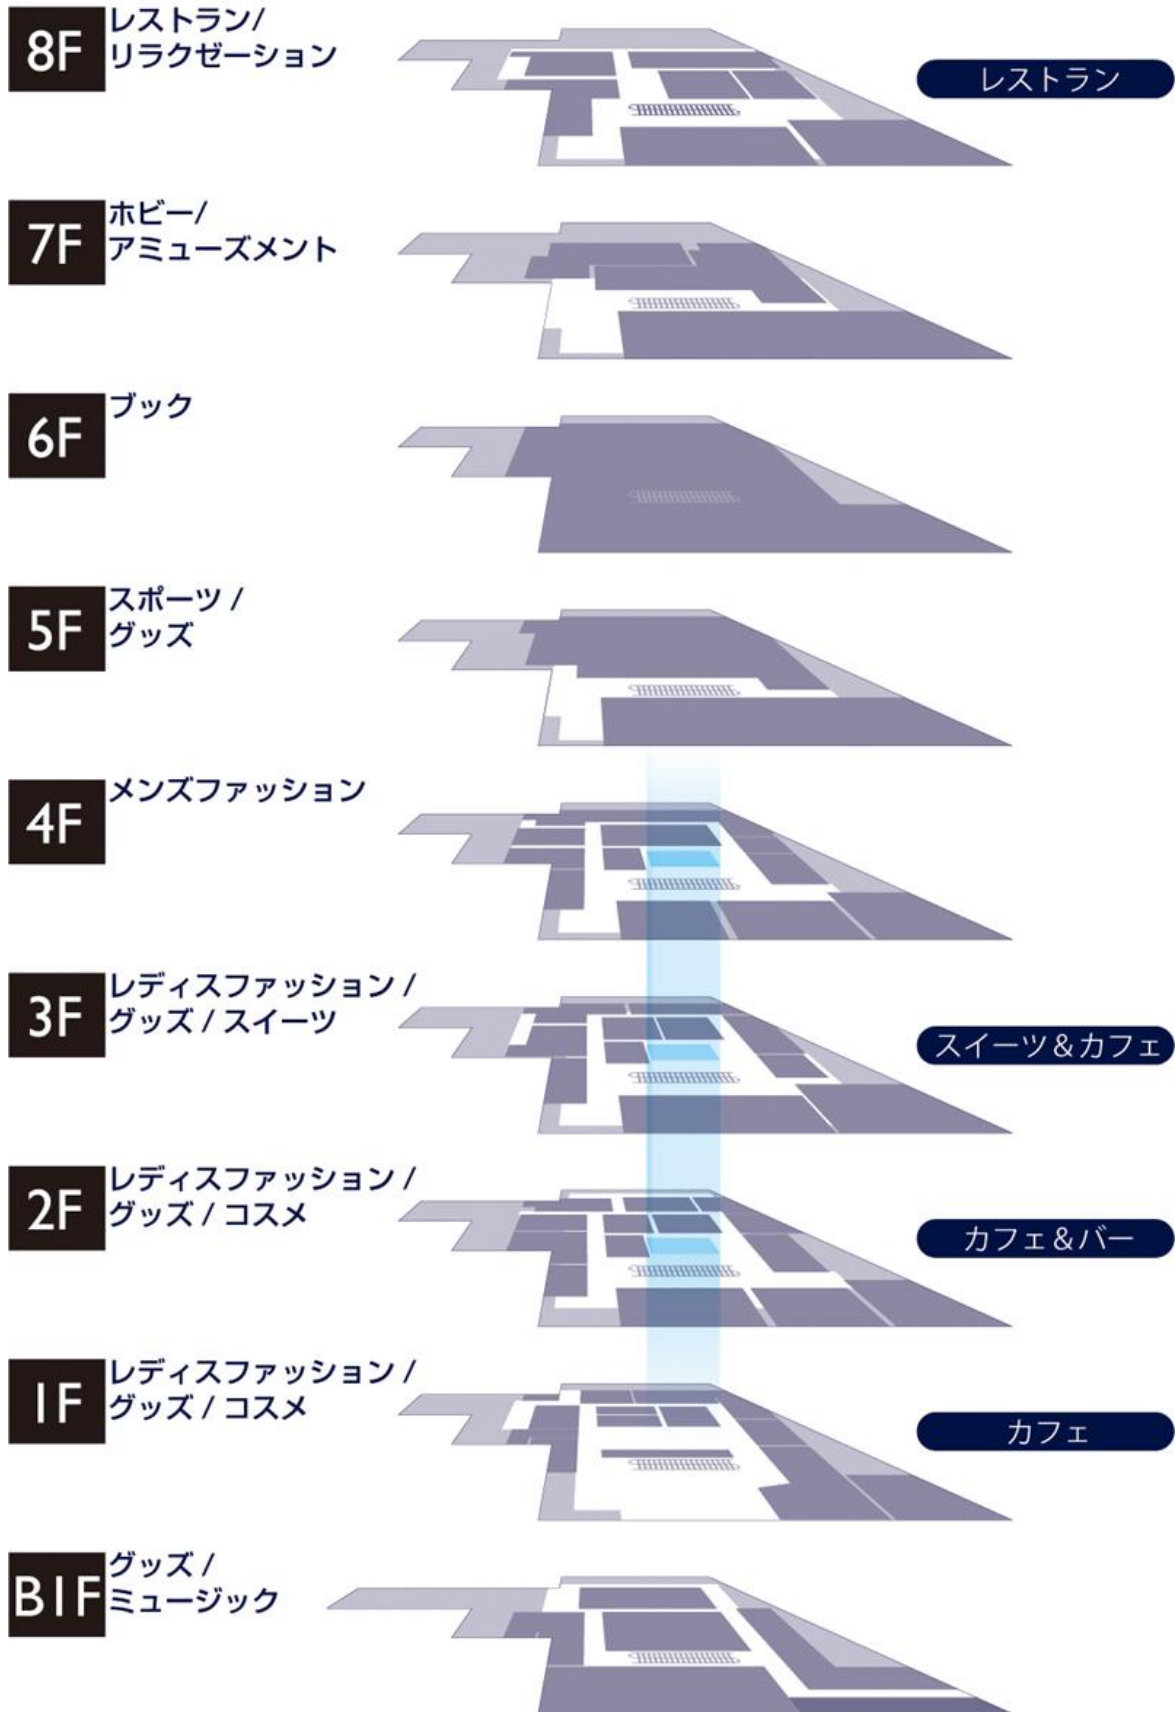 8F
レストラン/
リラクゼーション
レストラン
7F
ホビー/
アミューズメント
6F
ブック
5F
スポーツ /
グッズ
4F
メンズファッション
3F
レディスファッション /
グッズ / スイーツ
スイーツ&カフェ
2F
レディスファッション /
グッズ / コスメ
カフェ&バー
1F
レディスファッション /
グッズ / コスメ
カフェ
B1F
グッズ /
ミュージック